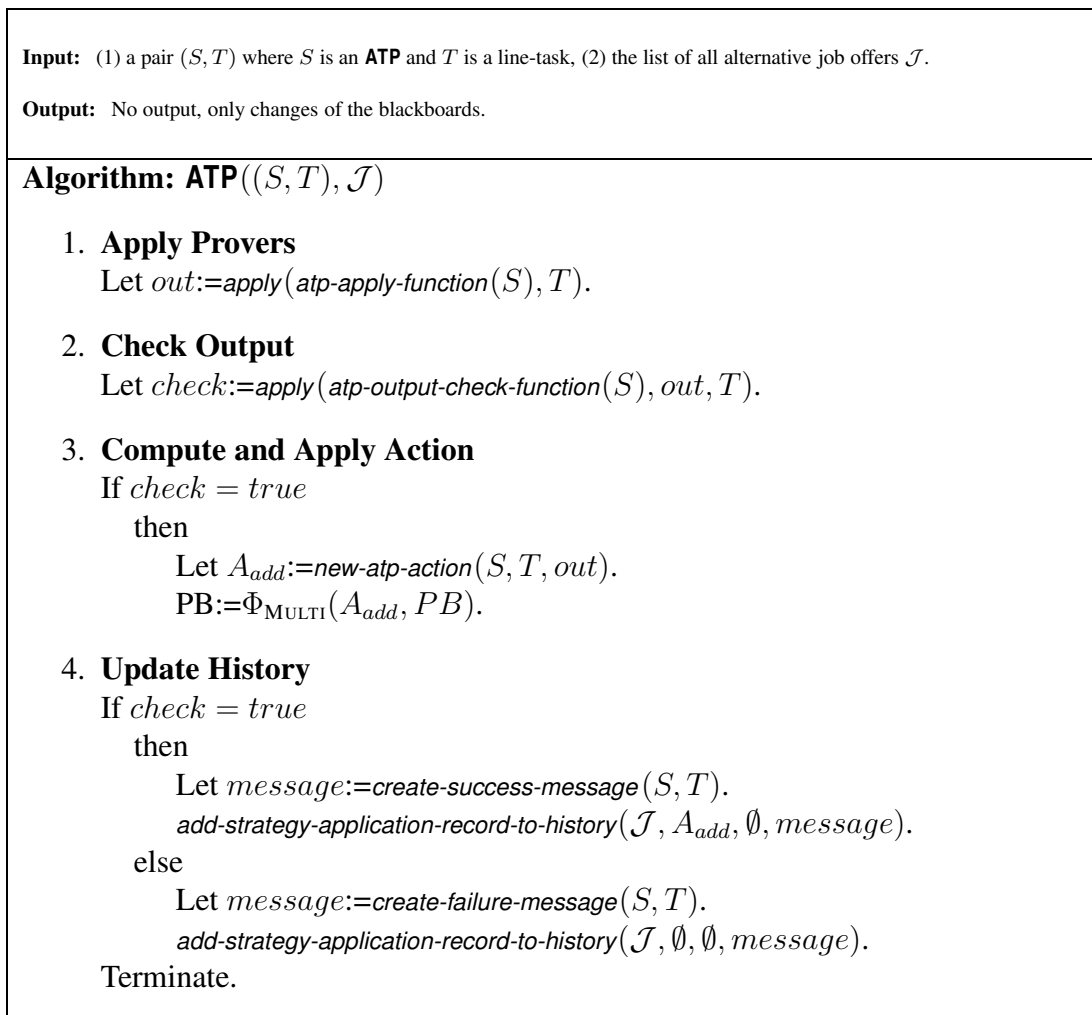 Input: (1) a pair (S, T) where S is an ATP and T is a line-task, (2) the list of all alternative job offers 𝒥.
Output: No output, only changes of the blackboards.
Algorithm: ATP((S, T), 𝒥)
1. Apply Provers
Let out:=apply(atp-apply-function(S), T).
2. Check Output
Let check:=apply(atp-output-check-function(S), out, T).
3. Compute and Apply Action
If check = true
then
Let A_add:=new-atp-action(S, T, out).
PB:=Φ_MULTI(A_add, PB).
4. Update History
If check = true
then
Let message:=create-success-message(S, T).
add-strategy-application-record-to-history(𝒥, A_add, ∅, message).
else
Let message:=create-failure-message(S, T).
add-strategy-application-record-to-history(𝒥, ∅, ∅, message).
Terminate.